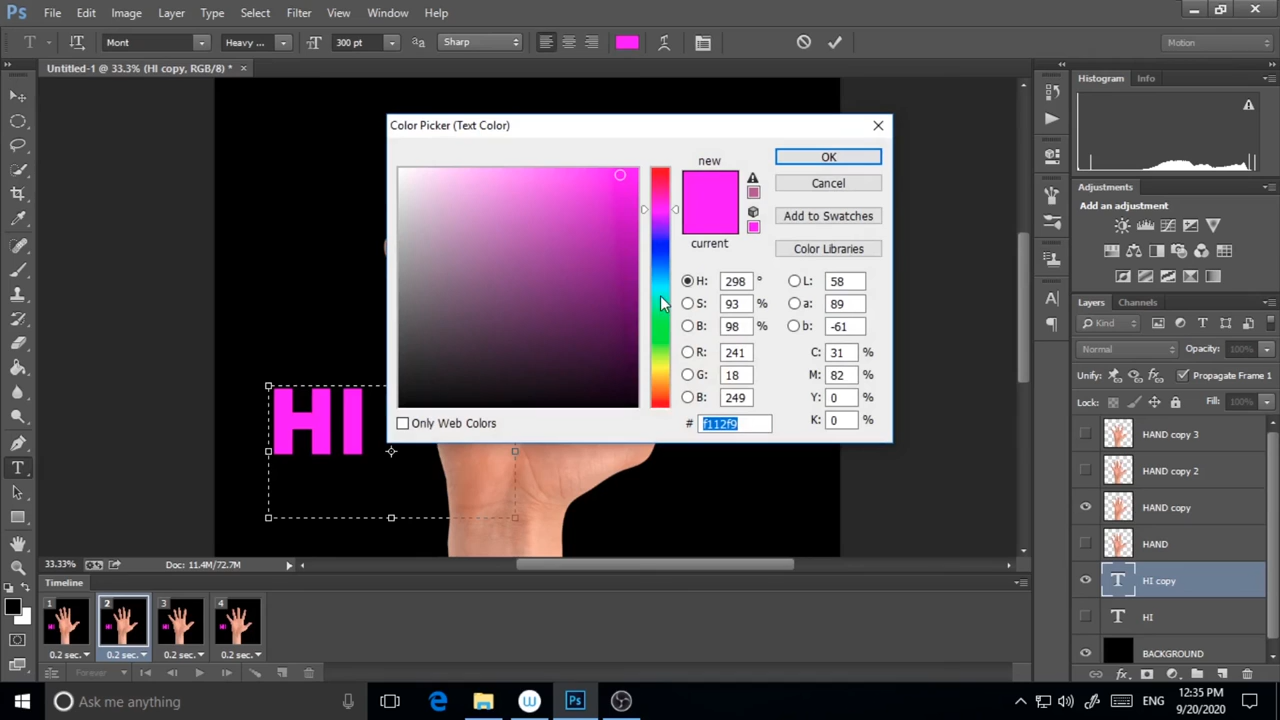 Ps File Edit Image Layer Type Select Filter View Window Help
T Mont Heavy ... 300 pt aa Sharp Motion
Untitled-1 @ 33.3% (HI copy, RGB/8) * ×
Histogram Info
Color Picker (Text Color)
new
current
OK
Cancel
Add to Swatches
Color Libraries
H: 298 °
S: 93 %
B: 98 %
R: 241
G: 18
B: 249
# f112f9
L: 58
a: 89
b: -61
C: 31 %
M: 82 %
Y: 0 %
K: 0 %
Only Web Colors
HI
Adjustments
Add an adjustment
Layers Channels
Kind
Normal Opacity: 100%
Unify: Propagate Frame 1
Lock: Fill: 100%
HAND copy 3
HAND copy 2
HAND copy
HAND
T HI copy
T HI
BACKGROUND
33.33% Doc: 11.4M/72.7M
Timeline
1 2 3 4
0.2 sec. 0.2 sec. 0.2 sec. 0.2 sec.
Forever
Ask me anything
ENG
12:35 PM
9/20/2020